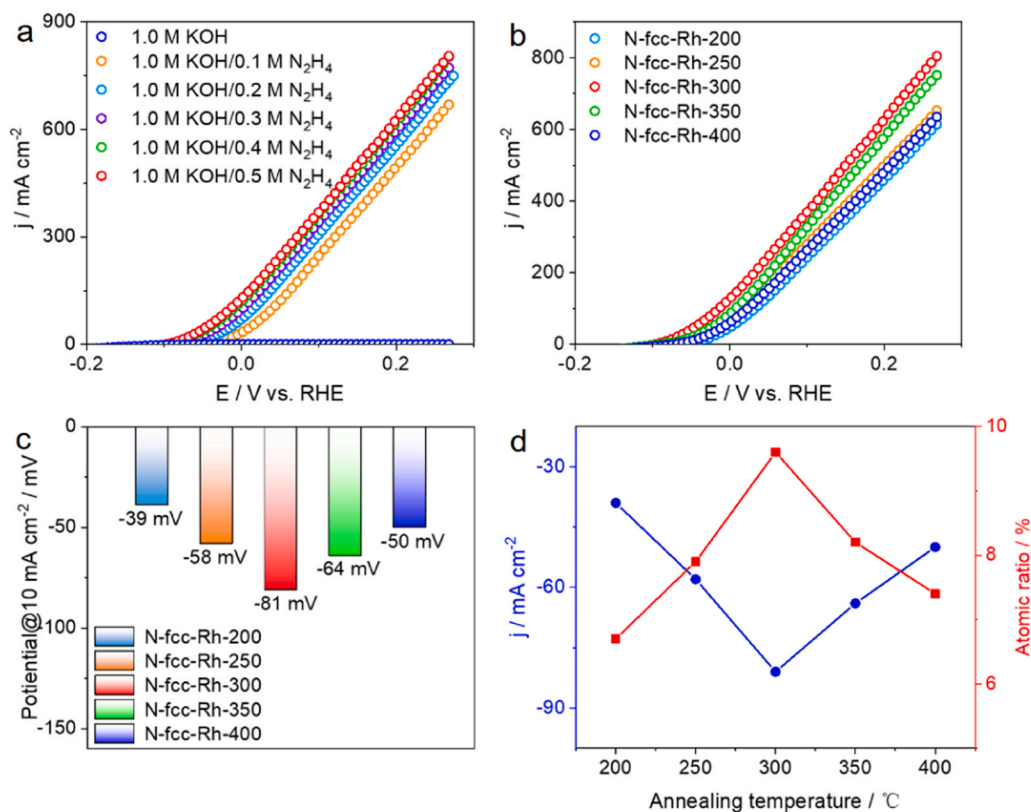 a
900
600
300
0
j / mA cm⁻²
1.0 M KOH
1.0 M KOH/0.1 M N₂H₄
1.0 M KOH/0.2 M N₂H₄
1.0 M KOH/0.3 M N₂H₄
1.0 M KOH/0.4 M N₂H₄
1.0 M KOH/0.5 M N₂H₄
-0.2 0.0 0.2
E / V vs. RHE
b
800
600
400
200
0
j / mA cm⁻²
N-fcc-Rh-200
N-fcc-Rh-250
N-fcc-Rh-300
N-fcc-Rh-350
N-fcc-Rh-400
-0.2 0.0 0.2
E / V vs. RHE
c
0
-50
-100
-150
Potiential@10 mA cm⁻² / mV
-39 mV
-58 mV
-81 mV
-64 mV
-50 mV
N-fcc-Rh-200
N-fcc-Rh-250
N-fcc-Rh-300
N-fcc-Rh-350
N-fcc-Rh-400
d
-30
-60
-90
j / mA cm⁻²
10
8
6
Atomic ratio / %
200 250 300 350 400
Annealing temperature / ℃